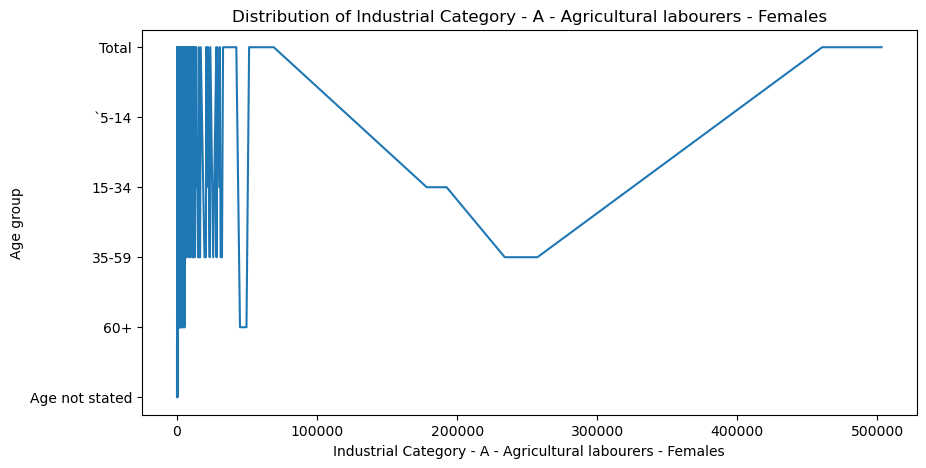 Distribution of Industrial Category - A - Agricultural labourers - Females
Age group
Total
`5-14
15-34
35-59
60+
Age not stated
0 100000 200000 300000 400000 500000
Industrial Category - A - Agricultural labourers - Females